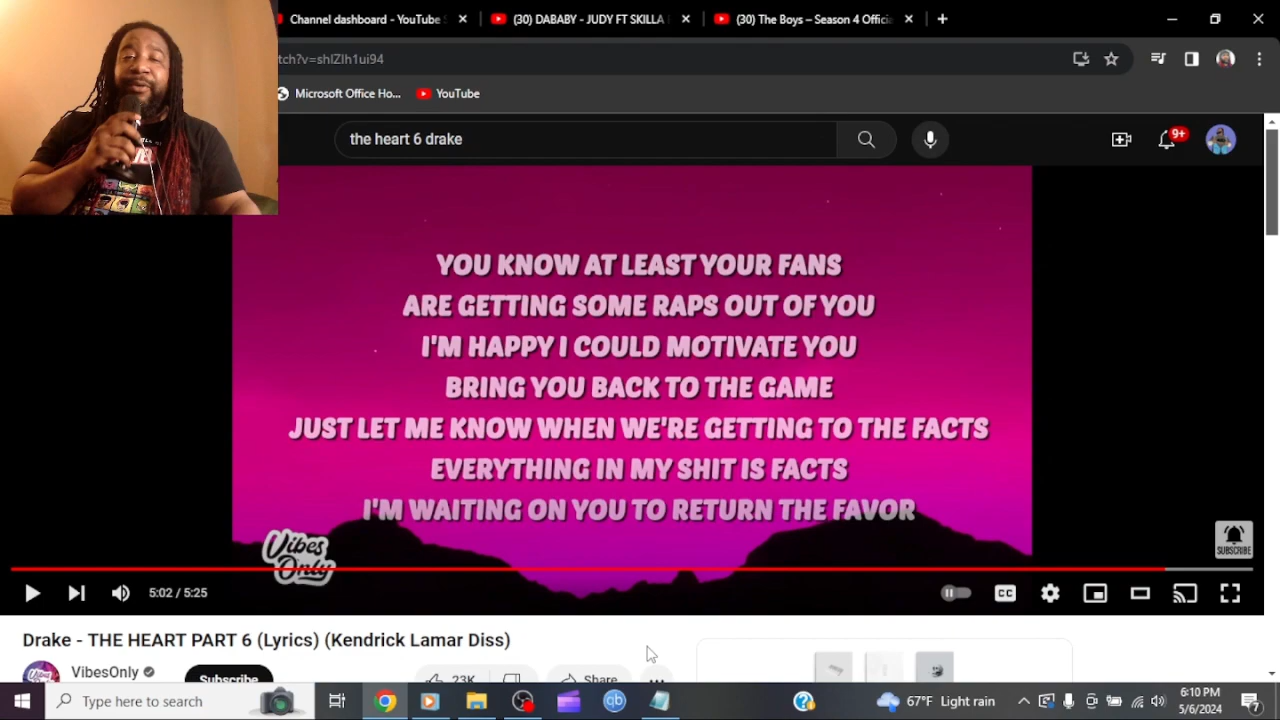 Channel dashboard - YouTube S
(30) DABABY - JUDY FT SKILLA
(30) The Boys – Season 4 Officia
tch?v=shlZlh1ui94
Microsoft Office Ho...
YouTube
the heart 6 drake
9+
YOU KNOW AT LEAST YOUR FANS
ARE GETTING SOME RAPS OUT OF YOU
I'M HAPPY I COULD MOTIVATE YOU
BRING YOU BACK TO THE GAME
JUST LET ME KNOW WHEN WE'RE GETTING TO THE FACTS
EVERYTHING IN MY SHIT IS FACTS
I'M WAITING ON YOU TO RETURN THE FAVOR
Vibes
Only
SUBSCRIBE
5:02 / 5:25
CC
Drake - THE HEART PART 6 (Lyrics) (Kendrick Lamar Diss)
VibesOnly
Subscribe
23K
Share
Type here to search
qb
67°F Light rain
6:10 PM
5/6/2024
7